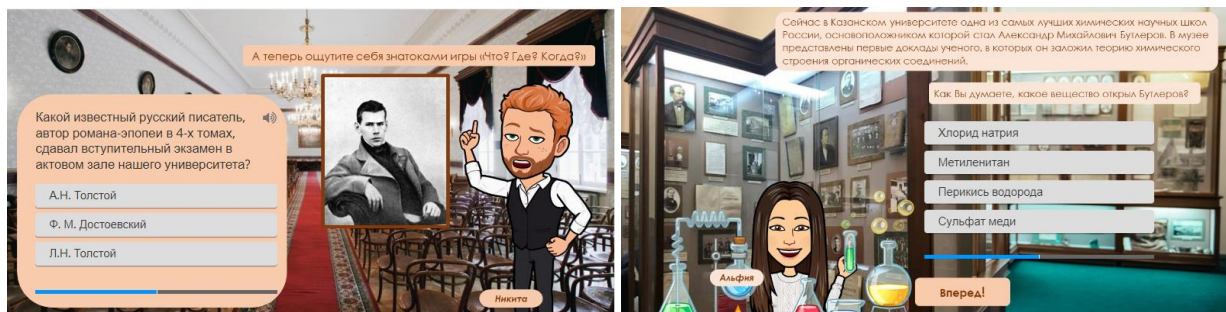 А теперь ощутите себя знатоками игры «Что? Где? Когда?»
Какой известный русский писатель,
автор романа-эпопеи в 4-х томах,
сдавал вступительный экзамен в
актовом зале нашего университета?
А.Н. Толстой
Ф. М. Достоевский
Л.Н. Толстой
Никита
Сейчас в Казанском университете одна из самых лучших химических научных школ
России, основоположником которой стал Александр Михайлович Бутлеров. В музее
представлены первые доклады ученого, в которых он заложил теорию химического
строения органических соединений.
Как Вы думаете, какое вещество открыл Бутлеров?
Хлорид натрия
Метиленитан
Перикись водорода
Сульфат меди
Альфия
Вперед!